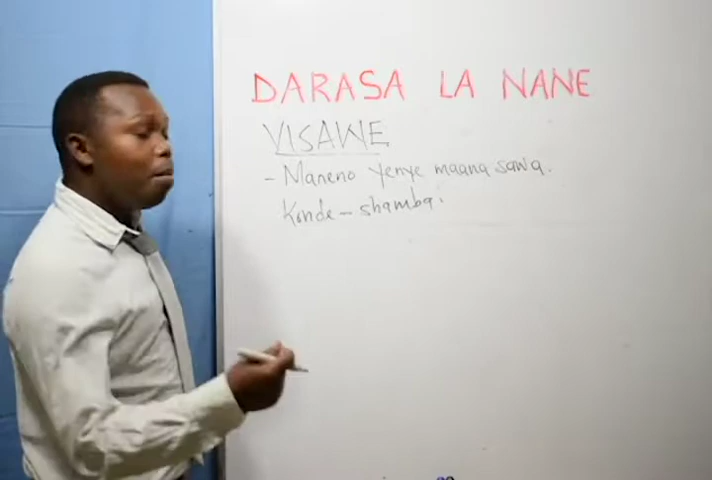 DARASA LA NANE
VISAWE
- Maneno yenye maana sawa.
Konde - shamba.